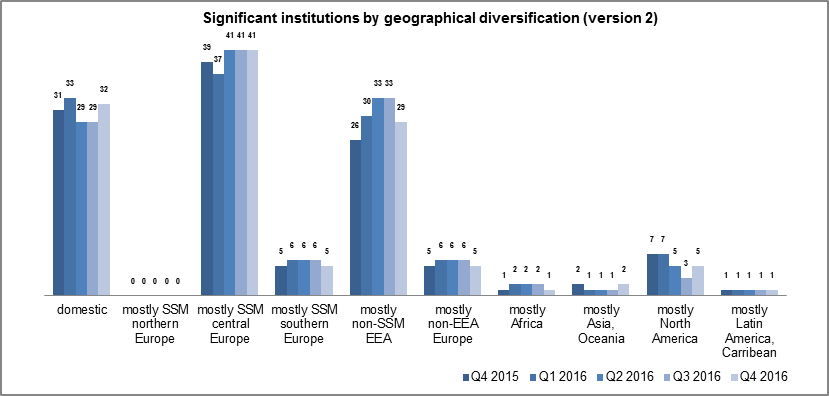 Significant institutions by geographical diversification (version 2)
31 33 29 29 32
0 0 0 0 0
39 37 41 41 41
5 6 6 6 5
26 30 33 33 29
5 6 6 6 5
1 2 2 2 1
2 1 1 1 2
7 7 5 3 5
1 1 1 1 1
domestic
mostly SSM
northern
Europe
mostly SSM
central
Europe
mostly SSM
southern
Europe
mostly
non-SSM
EEA
mostly
non-EEA
Europe
mostly
Africa
mostly
Asia,
Oceania
mostly
North
America
mostly
Latin
America,
Carribean
Q4 2015 Q1 2016 Q2 2016 Q3 2016 Q4 2016